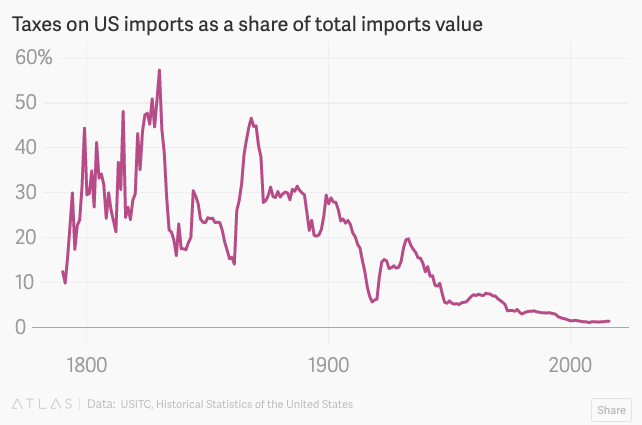 Taxes on US imports as a share of total imports value
60%
50
40
30
20
10
0
1800 1900 2000
ATLAS | Data: USITC, Historical Statistics of the United States
Share